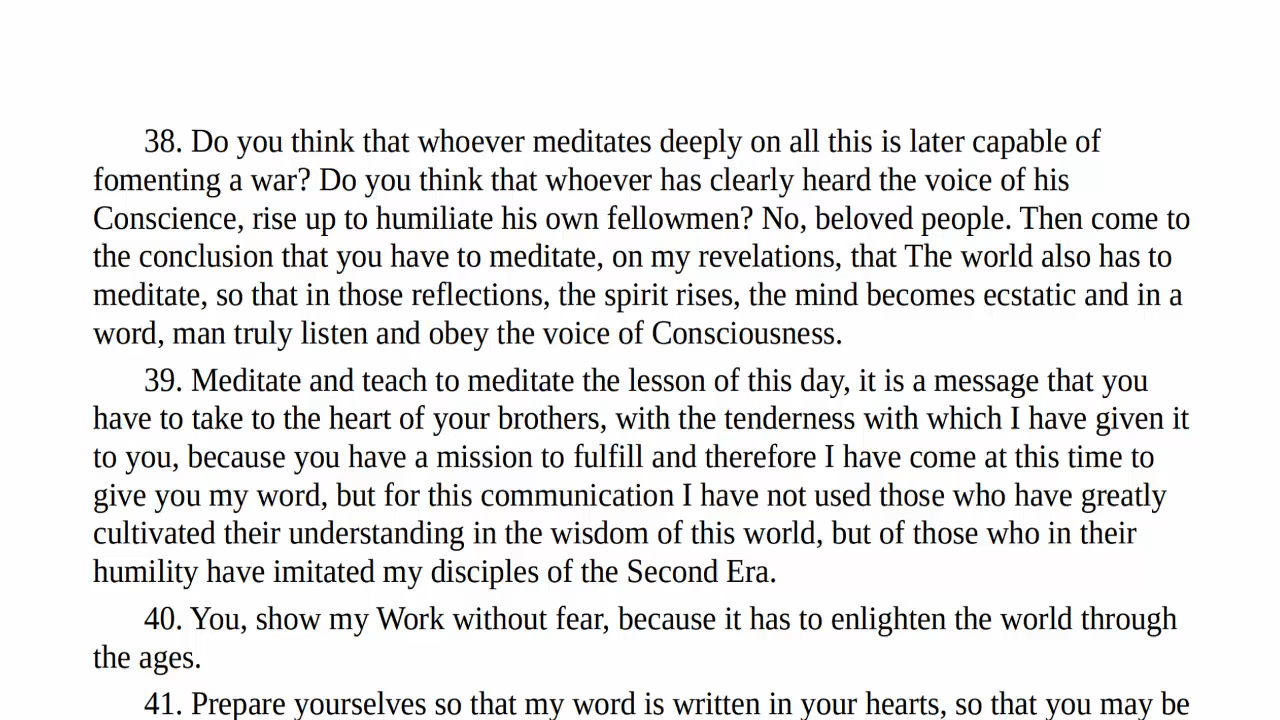 38. Do you think that whoever meditates deeply on all this is later capable of
fomenting a war? Do you think that whoever has clearly heard the voice of his
Conscience, rise up to humiliate his own fellowmen? No, beloved people. Then come to
the conclusion that you have to meditate, on my revelations, that The world also has to
meditate, so that in those reflections, the spirit rises, the mind becomes ecstatic and in a
word, man truly listen and obey the voice of Consciousness.
39. Meditate and teach to meditate the lesson of this day, it is a message that you
have to take to the heart of your brothers, with the tenderness with which I have given it
to you, because you have a mission to fulfill and therefore I have come at this time to
give you my word, but for this communication I have not used those who have greatly
cultivated their understanding in the wisdom of this world, but of those who in their
humility have imitated my disciples of the Second Era.
40. You, show my Work without fear, because it has to enlighten the world through
the ages.
41. Prepare yourselves so that my word is written in your hearts, so that you may be